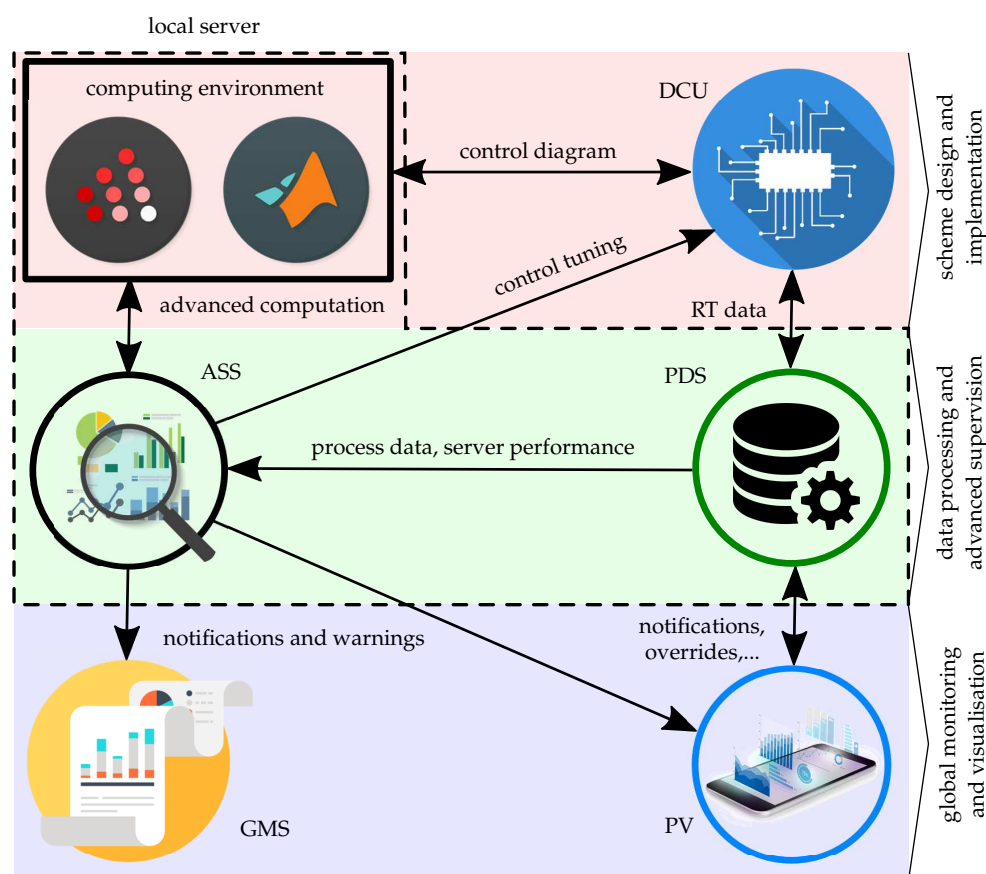 local server
computing environment
DCU
control diagram
control tuning
advanced computation
RT data
scheme design and
implementation
ASS
PDS
process data, server performance
data processing and
advanced supervision
notifications and warnings
notifications,
overrides,...
GMS
PV
global monitoring
and visualisation